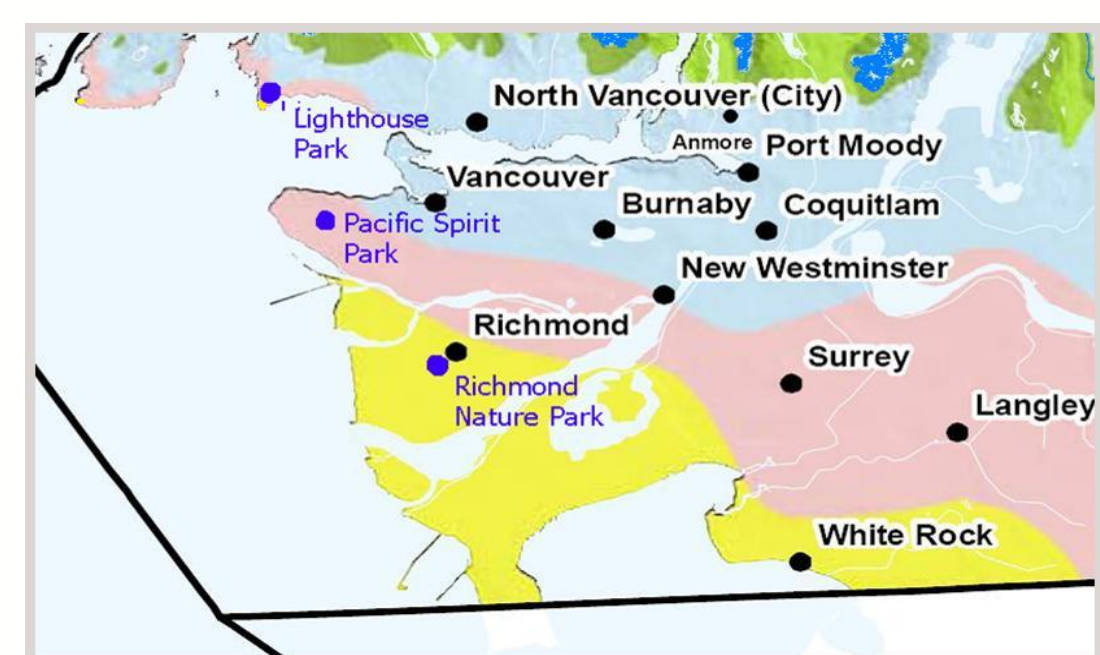 North Vancouver (City)
Lighthouse
Park
Anmore
Port Moody
Vancouver
Burnaby
Coquitlam
Pacific Spirit
Park
New Westminster
Richmond
Surrey
Richmond
Nature Park
Langley
White Rock